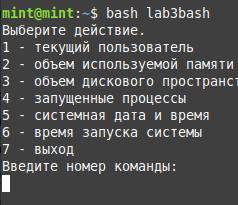 mint@mint:~$ bash lab3bash
Выберите действие.
1 - текущий пользователь
2 - объем используемой памяти
3 - объем дискового
4 - запущенные процессы
5 - системная дата и время
6 - время запуска системы
7 - выход
Введите номер команды: